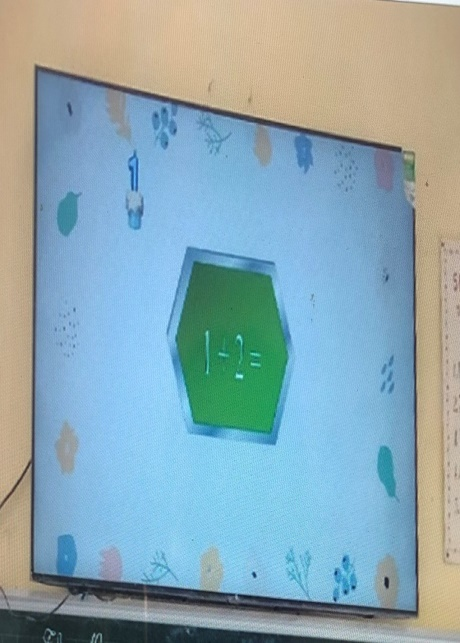 1
1 + 2 =